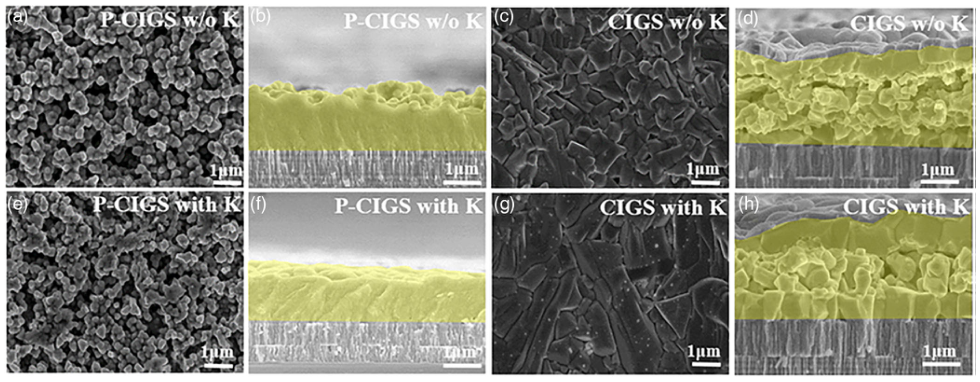 (a) P-CIGS w/o K
1μm
(b) P-CIGS w/o K
1μm
(c) CIGS w/o K
1μm
(d) CIGS w/o K
1μm
(e) P-CIGS with K
1μm
(f) P-CIGS with K
1μm
(g) CIGS with K
1μm
(h) CIGS with K
1μm